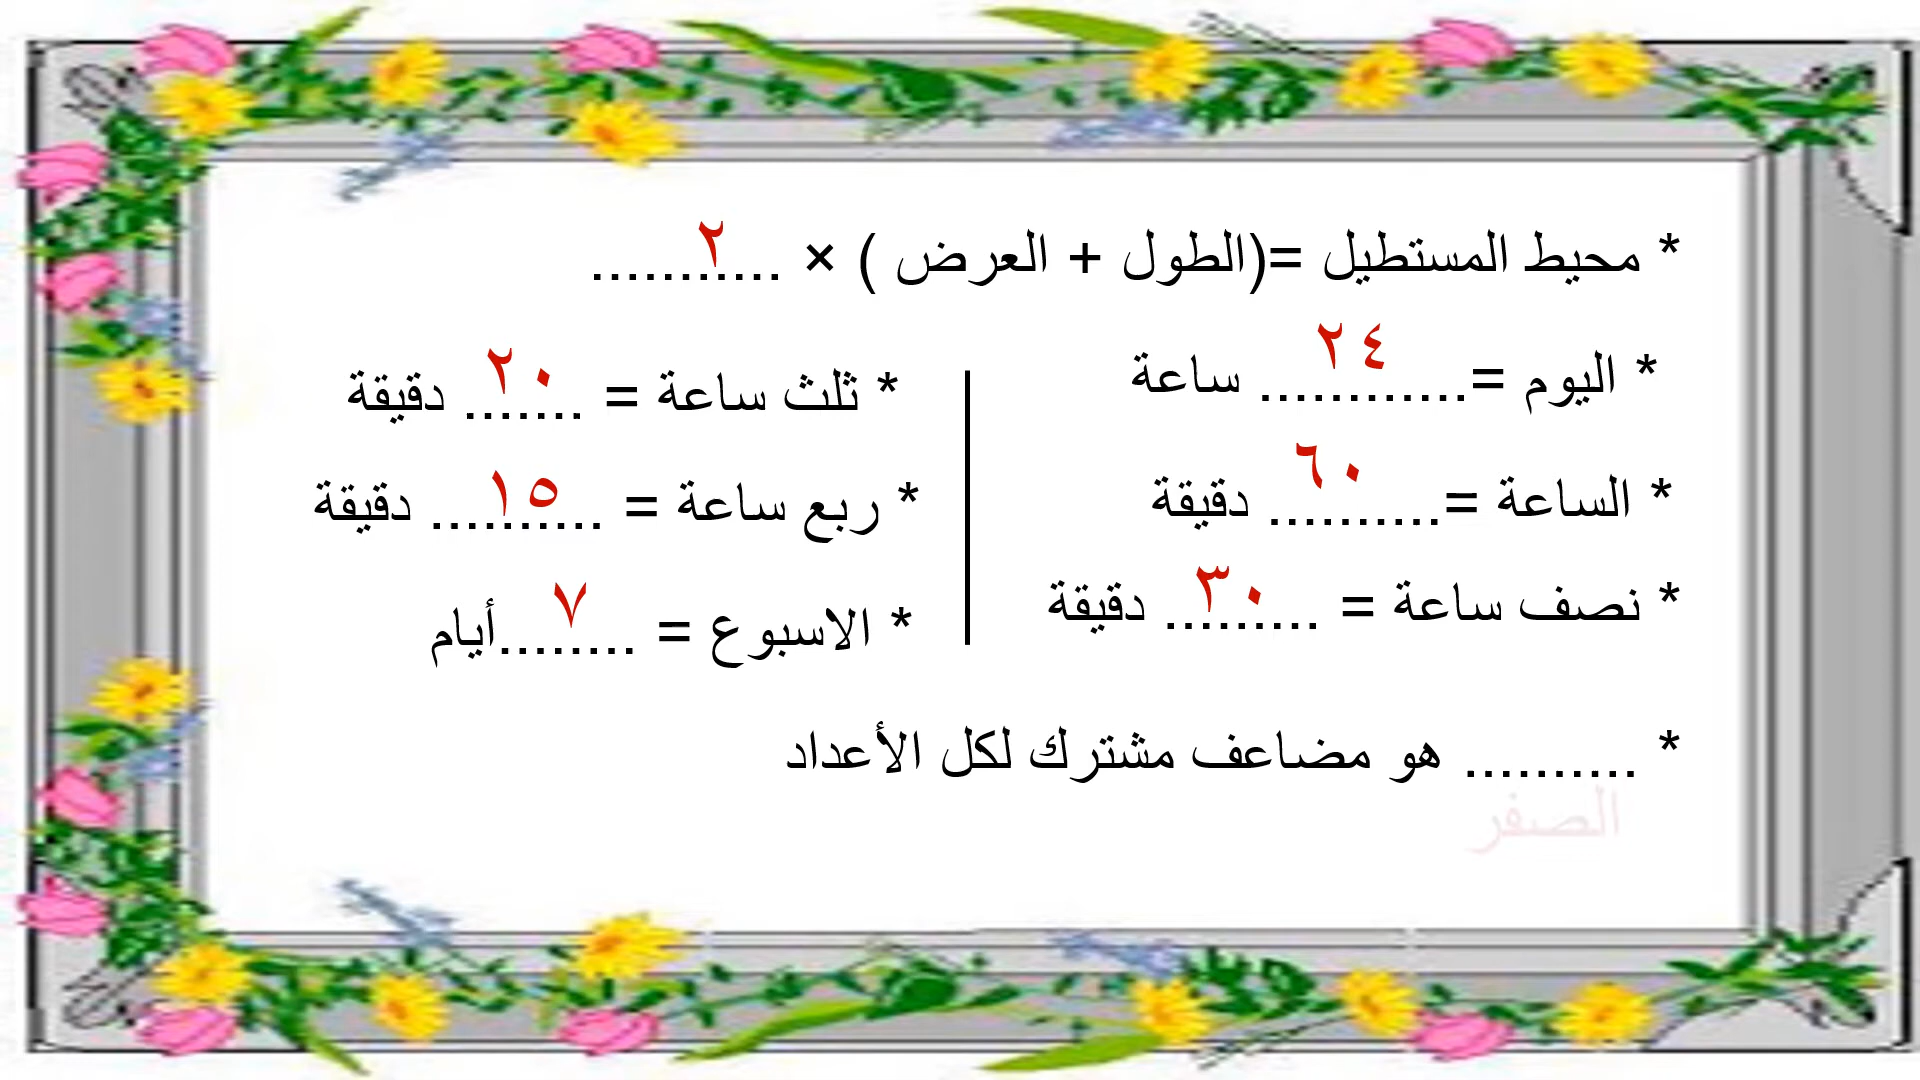 * محيط المستطيل =(الطول + العرض ) × ...........
٢
* اليوم =............ ساعة
٢٤
* الساعة =.......... دقيقة
٦٠
* نصف ساعة = ......... دقيقة
٣٠
* ثلث ساعة = ....... دقيقة
٢٠
* ربع ساعة = .......... دقيقة
١٥
* الاسبوع = ........أيام
٧
* .......... هو مضاعف مشترك لكل الأعداد
الصفر